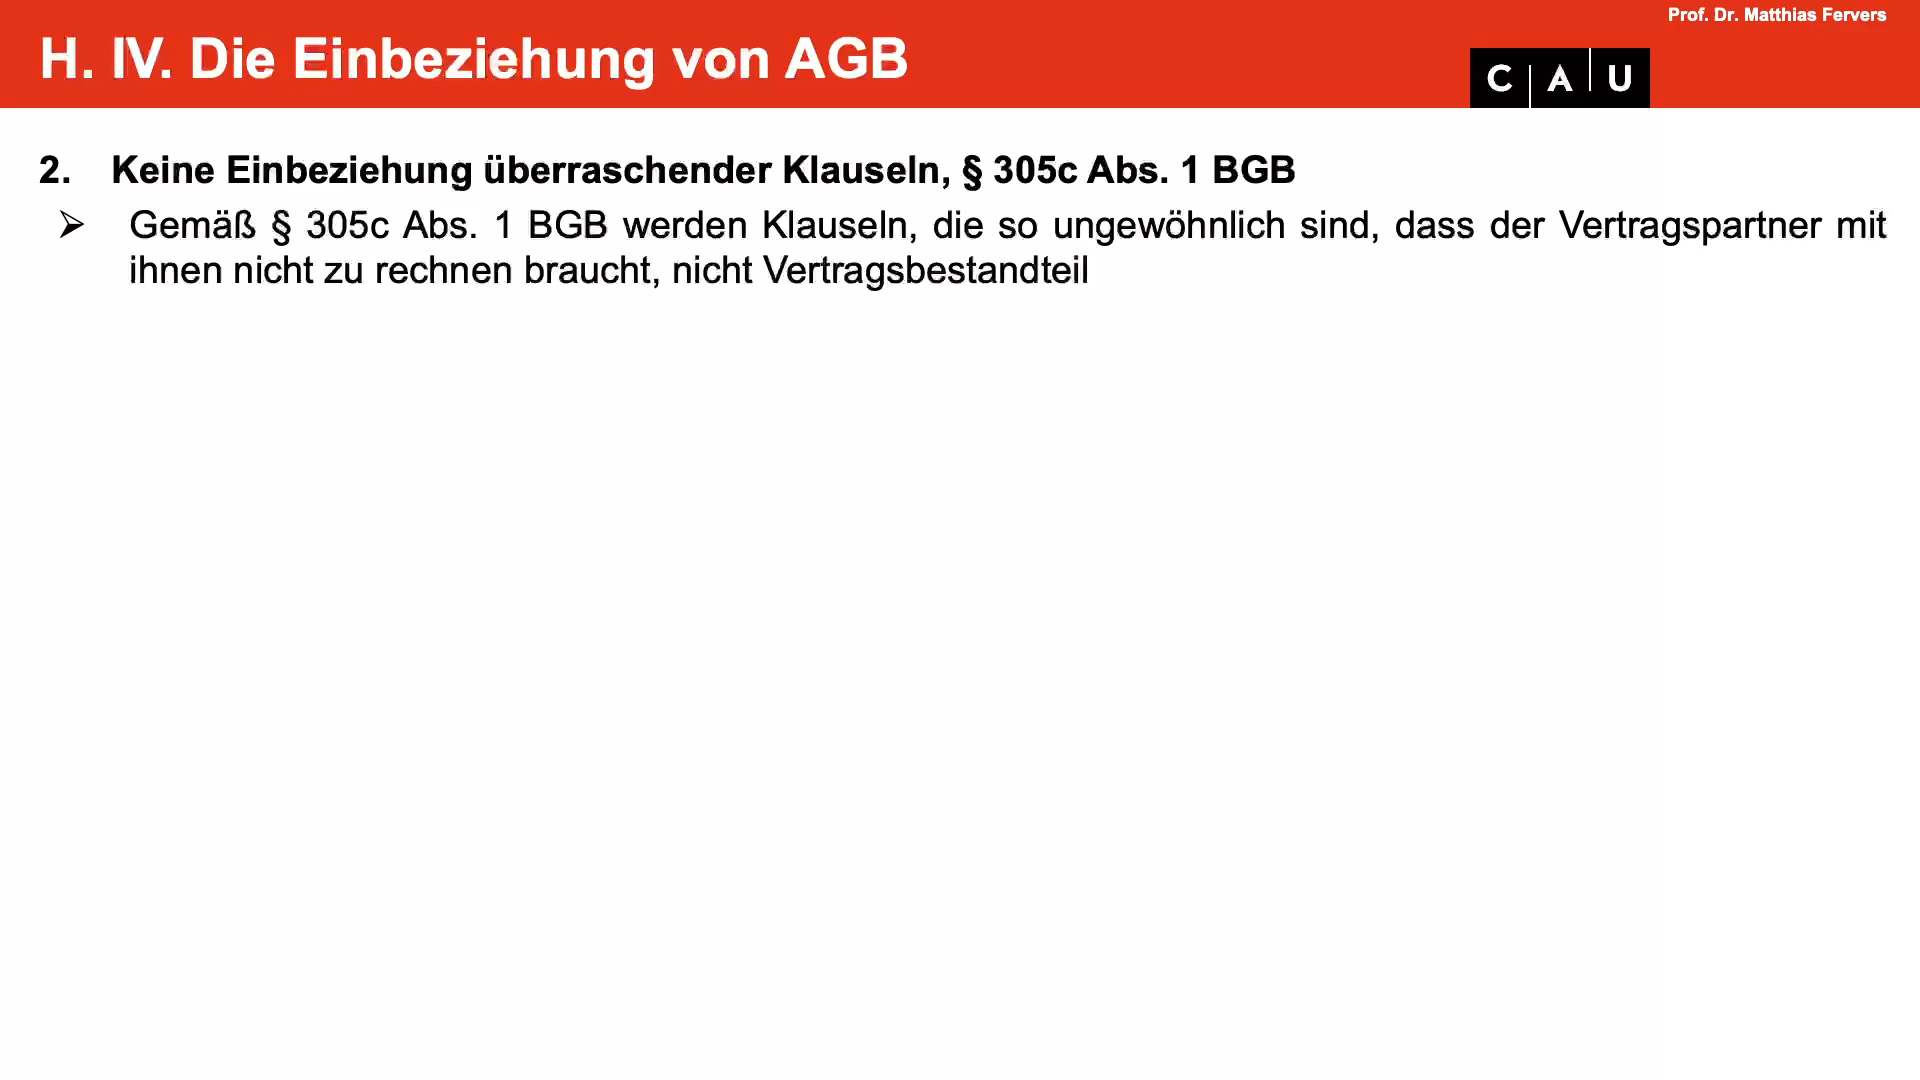 Prof. Dr. Matthias Fervers
H. IV. Die Einbeziehung von AGB
C A U
2. Keine Einbeziehung überraschender Klauseln, § 305c Abs. 1 BGB
➢ Gemäß § 305c Abs. 1 BGB werden Klauseln, die so ungewöhnlich sind, dass der Vertragspartner mit
ihnen nicht zu rechnen braucht, nicht Vertragsbestandteil